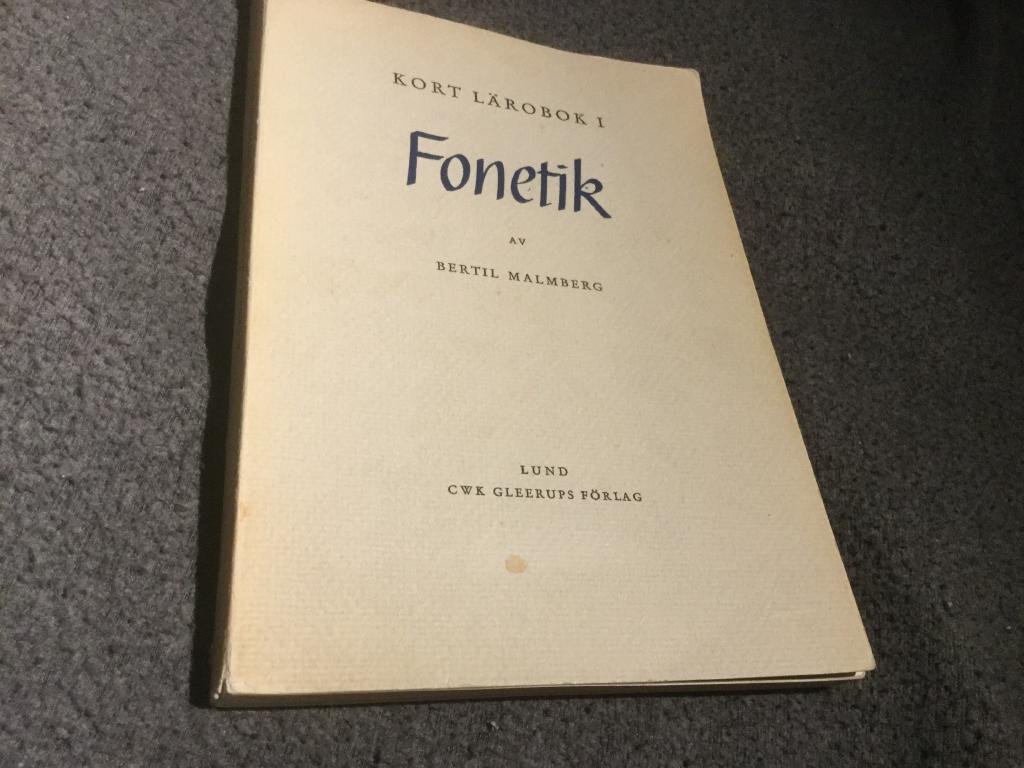 KORT LÄROBOK I
Fonetik
AV
BERTIL MALMBERG
LUND
CWK GLEERUPS FÖRLAG